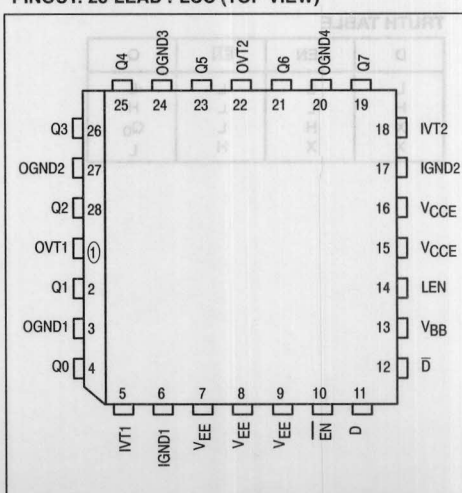 PINOUT: 28-LEAD PLCC (TOP VIEW)
Q4 OGND3 Q5 OVT2 Q6 OGND4 Q7
25 24 23 22 21 20 19
Q3 26
OGND2 27
Q2 28
OVT1 1
Q1 2
OGND1 3
Q0 4
18 IVT2
17 IGND2
16 VCCE
15 VCCE
14 LEN
13 VBB
12 D̅
5 6 7 8 9 10 11
IVT1 IGND1 VEE VEE VEE E̅N̅ D